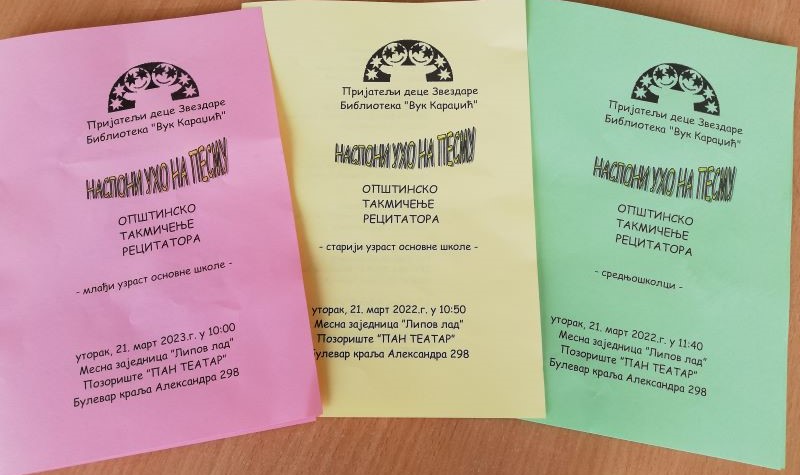 Пријатељи деце Звездаре
Библиотека "Вук Караџић"
НАСПОНИ УХО НА ПЕСМУ
ОПШТИНСКО
ТАКМИЧЕЊЕ
РЕЦИТАТОРА
- млађи узраст основне школе -
уторак, 21. март 2023.г. у 10:00
Месна заједница "Липов лад"
Позориште "ПАН ТЕАТАР"
Булевар краља Александра 298
Пријатељи деце Звездаре
Библиотека "Вук Караџић"
НАСПОНИ УХО НА ПЕСМУ
ОПШТИНСКО
ТАКМИЧЕЊЕ
РЕЦИТАТОРА
- старији узраст основне школе -
уторак, 21. март 2022.г. у 10:50
Месна заједница "Липов лад"
Позориште "ПАН ТЕАТАР"
Булевар краља Александра 298
Пријатељи деце Звездаре
Библиотека "Вук Караџић"
НАСПОНИ УХО НА ПЕСМУ
ОПШТИНСКО
ТАКМИЧЕЊЕ
РЕЦИТАТОРА
- средњошколци -
уторак, 21. март 2022.г. у 11:40
Месна заједница "Липов лад"
Позориште "ПАН ТЕАТАР"
Булевар краља Александра 298